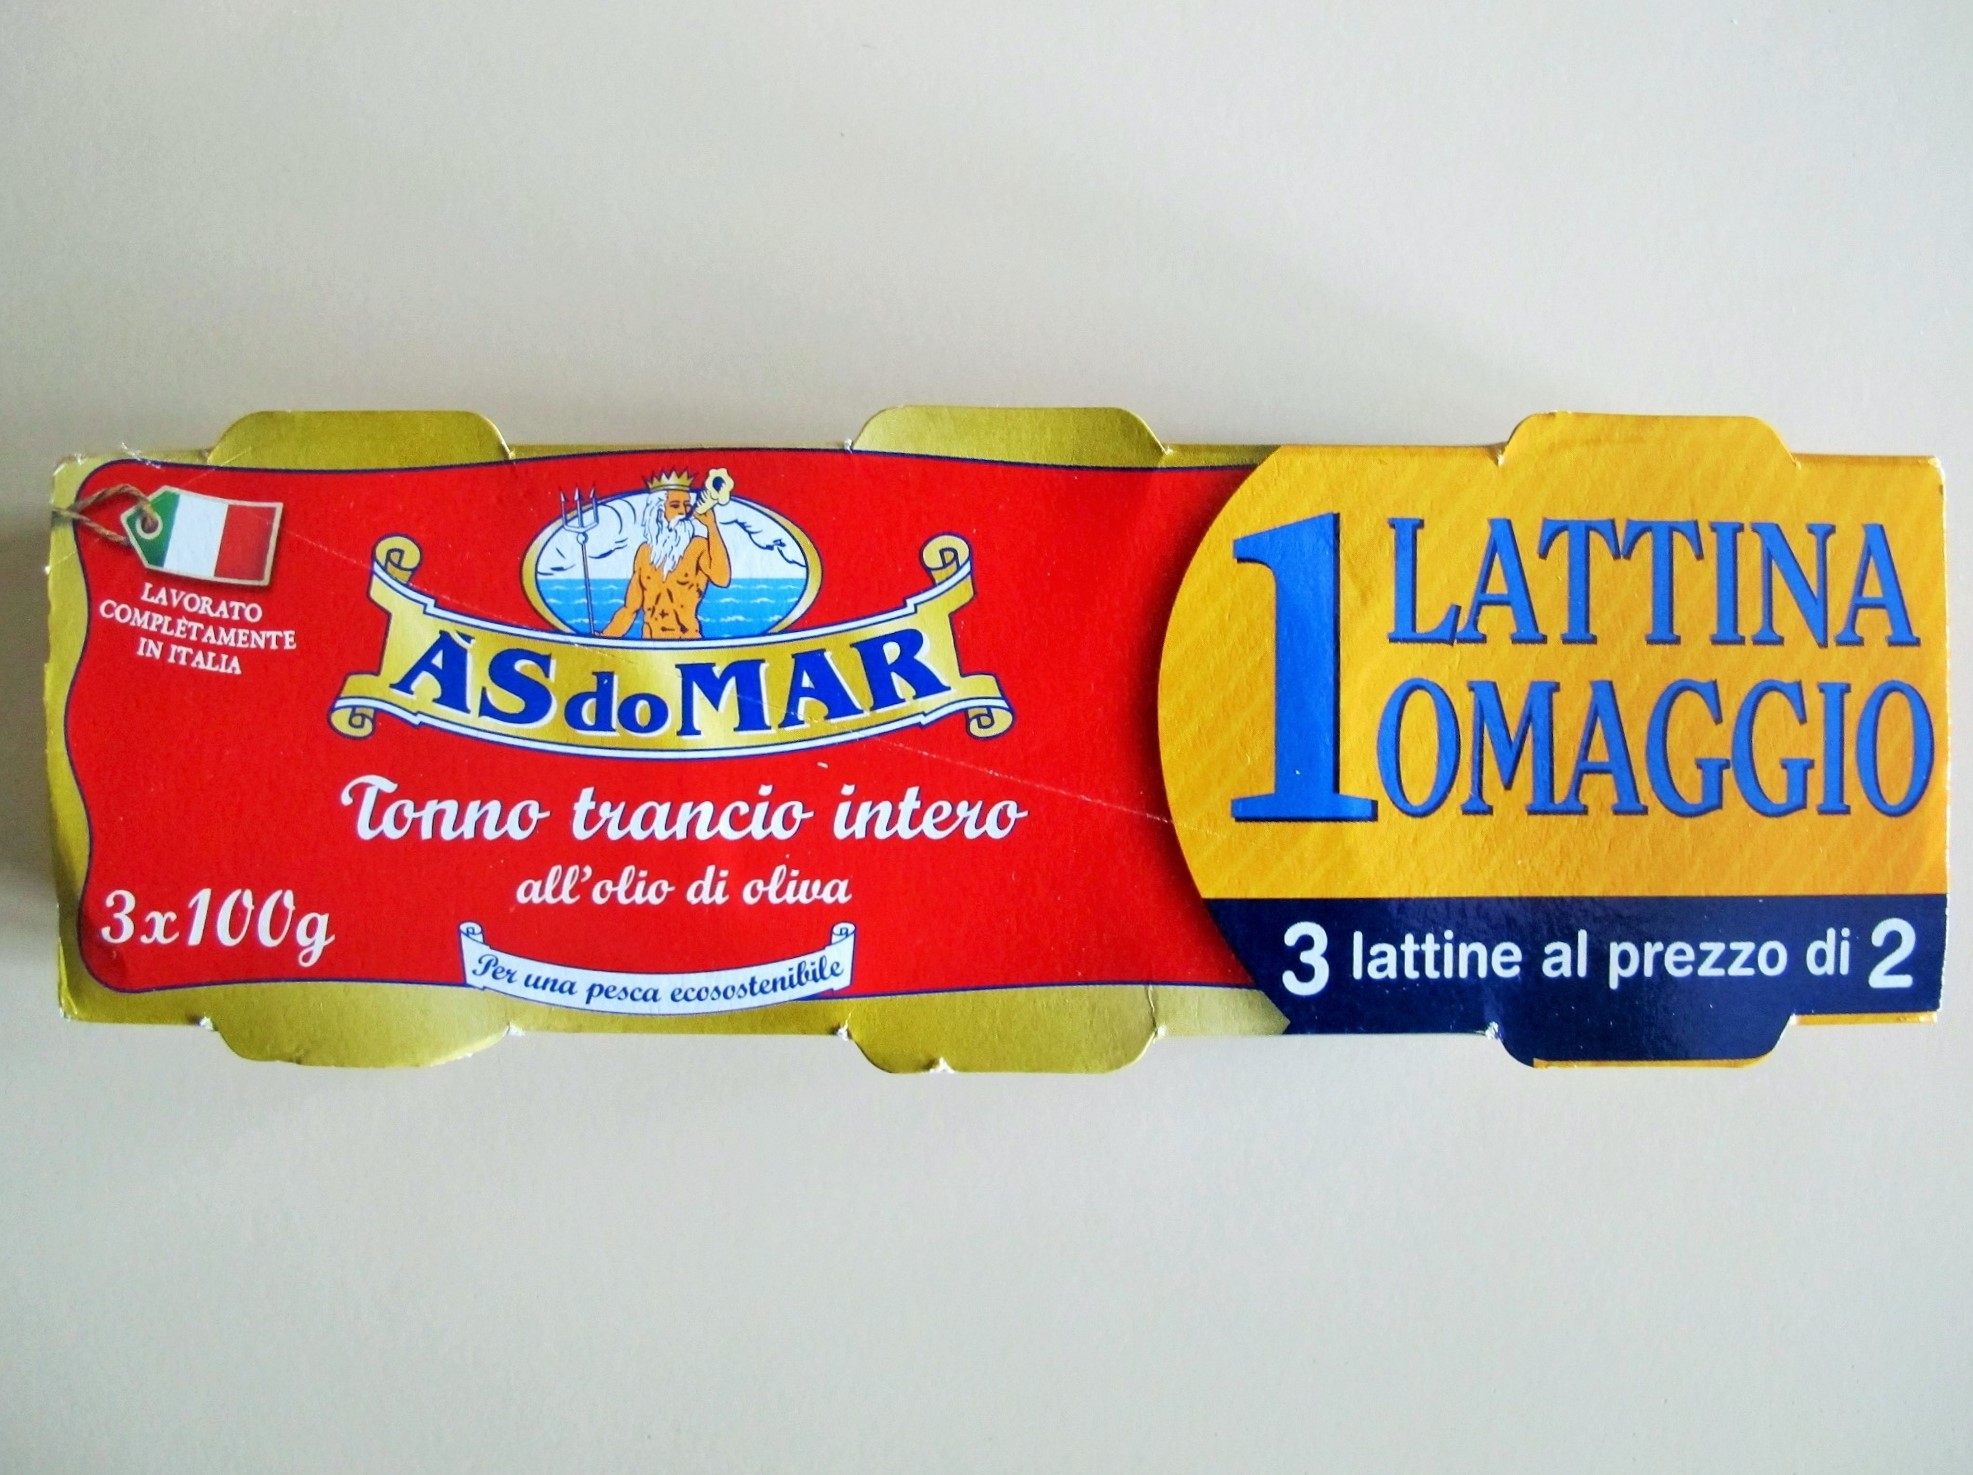 LAVORATO
COMPLETAMENTE
IN ITALIA
ÀS do MAR
Tonno trancio intero
all'olio di oliva
3x100g
Per una pesca ecosostenibile
1 LATTINA
OMAGGIO
3 lattine al prezzo di 2